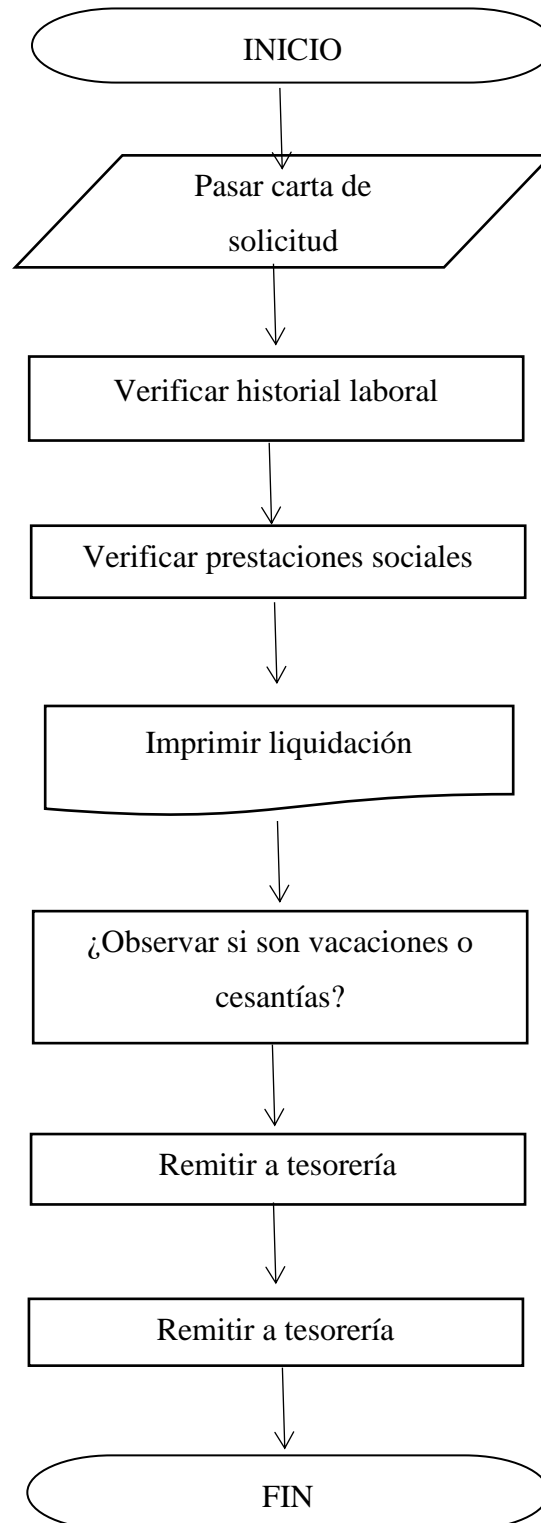 INICIO
Pasar carta de
solicitud
Verificar historial laboral
Verificar prestaciones sociales
Imprimir liquidación
¿Observar si son vacaciones o
cesantías?
Remitir a tesorería
Remitir a tesorería
FIN